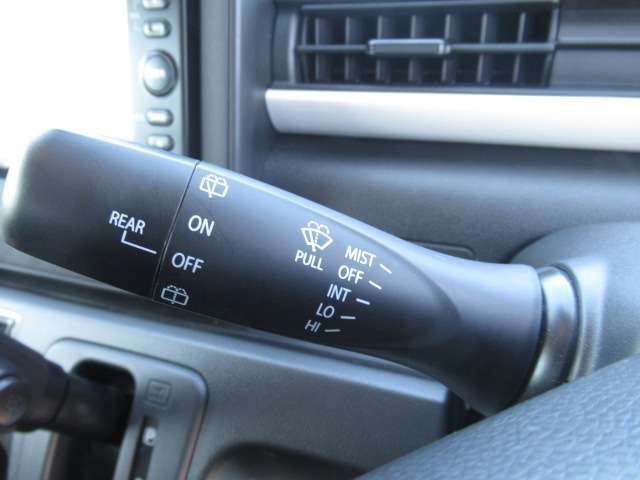 REAR
ON
OFF
PULL
MIST
OFF
INT
LO
HI